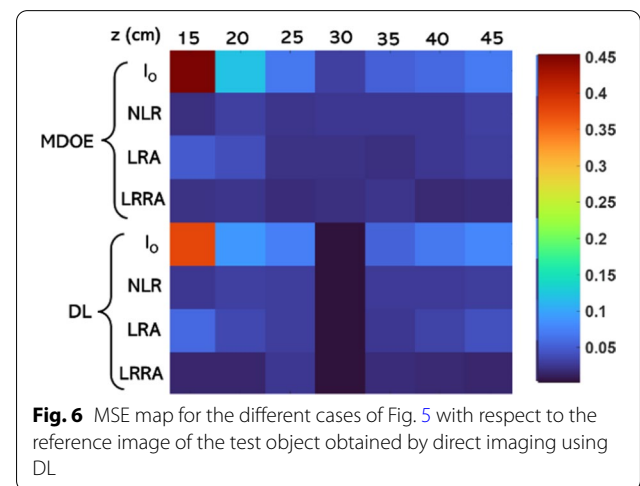 z (cm) 15 20 25 30 35 40 45
MDOE
I₀
NLR
LRA
LRRA
DL
I₀
NLR
LRA
LRRA
0.45
0.4
0.35
0.3
0.25
0.2
0.15
0.1
0.05
Fig. 6 MSE map for the different cases of Fig. 5 with respect to the
reference image of the test object obtained by direct imaging using
DL